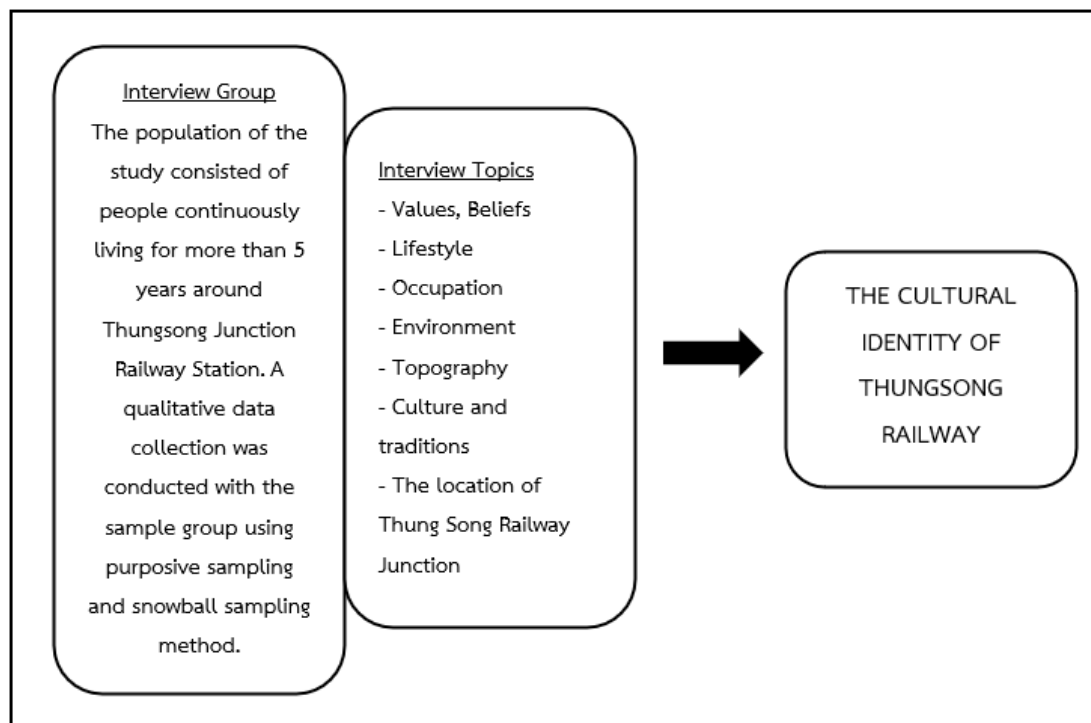 Interview Group
The population of the
study consisted of
people continuously
living for more than 5
years around
Thungsong Junction
Railway Station. A
qualitative data
collection was
conducted with the
sample group using
purposive sampling
and snowball sampling
method.
Interview Topics
- Values, Beliefs
- Lifestyle
- Occupation
- Environment
- Topography
- Culture and
traditions
- The location of
Thung Song Railway
Junction
THE CULTURAL
IDENTITY OF
THUNGSONG
RAILWAY